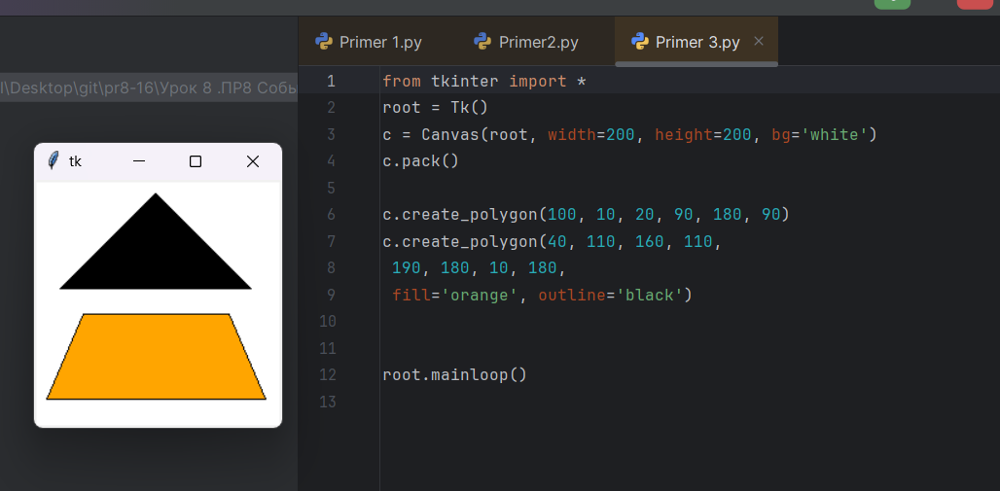 Primer 1.py
Primer2.py
Primer 3.py
l\Desktop\git\pr8-16\Урок 8 .ПР8 Собы
tk
1 from tkinter import *
2 root = Tk()
3 c = Canvas(root, width=200, height=200, bg='white')
4 c.pack()
5
6 c.create_polygon(100, 10, 20, 90, 180, 90)
7 c.create_polygon(40, 110, 160, 110,
8 190, 180, 10, 180,
9 fill='orange', outline='black')
10
11
12 root.mainloop()
13